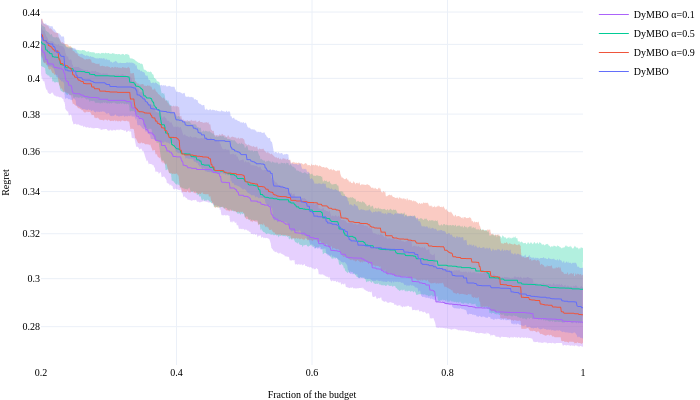 0.44
0.42
0.4
0.38
0.36
0.34
0.32
0.3
0.28
Regret
0.2
0.4
0.6
0.8
1
Fraction of the budget
DyMBO α=0.1
DyMBO α=0.5
DyMBO α=0.9
DyMBO